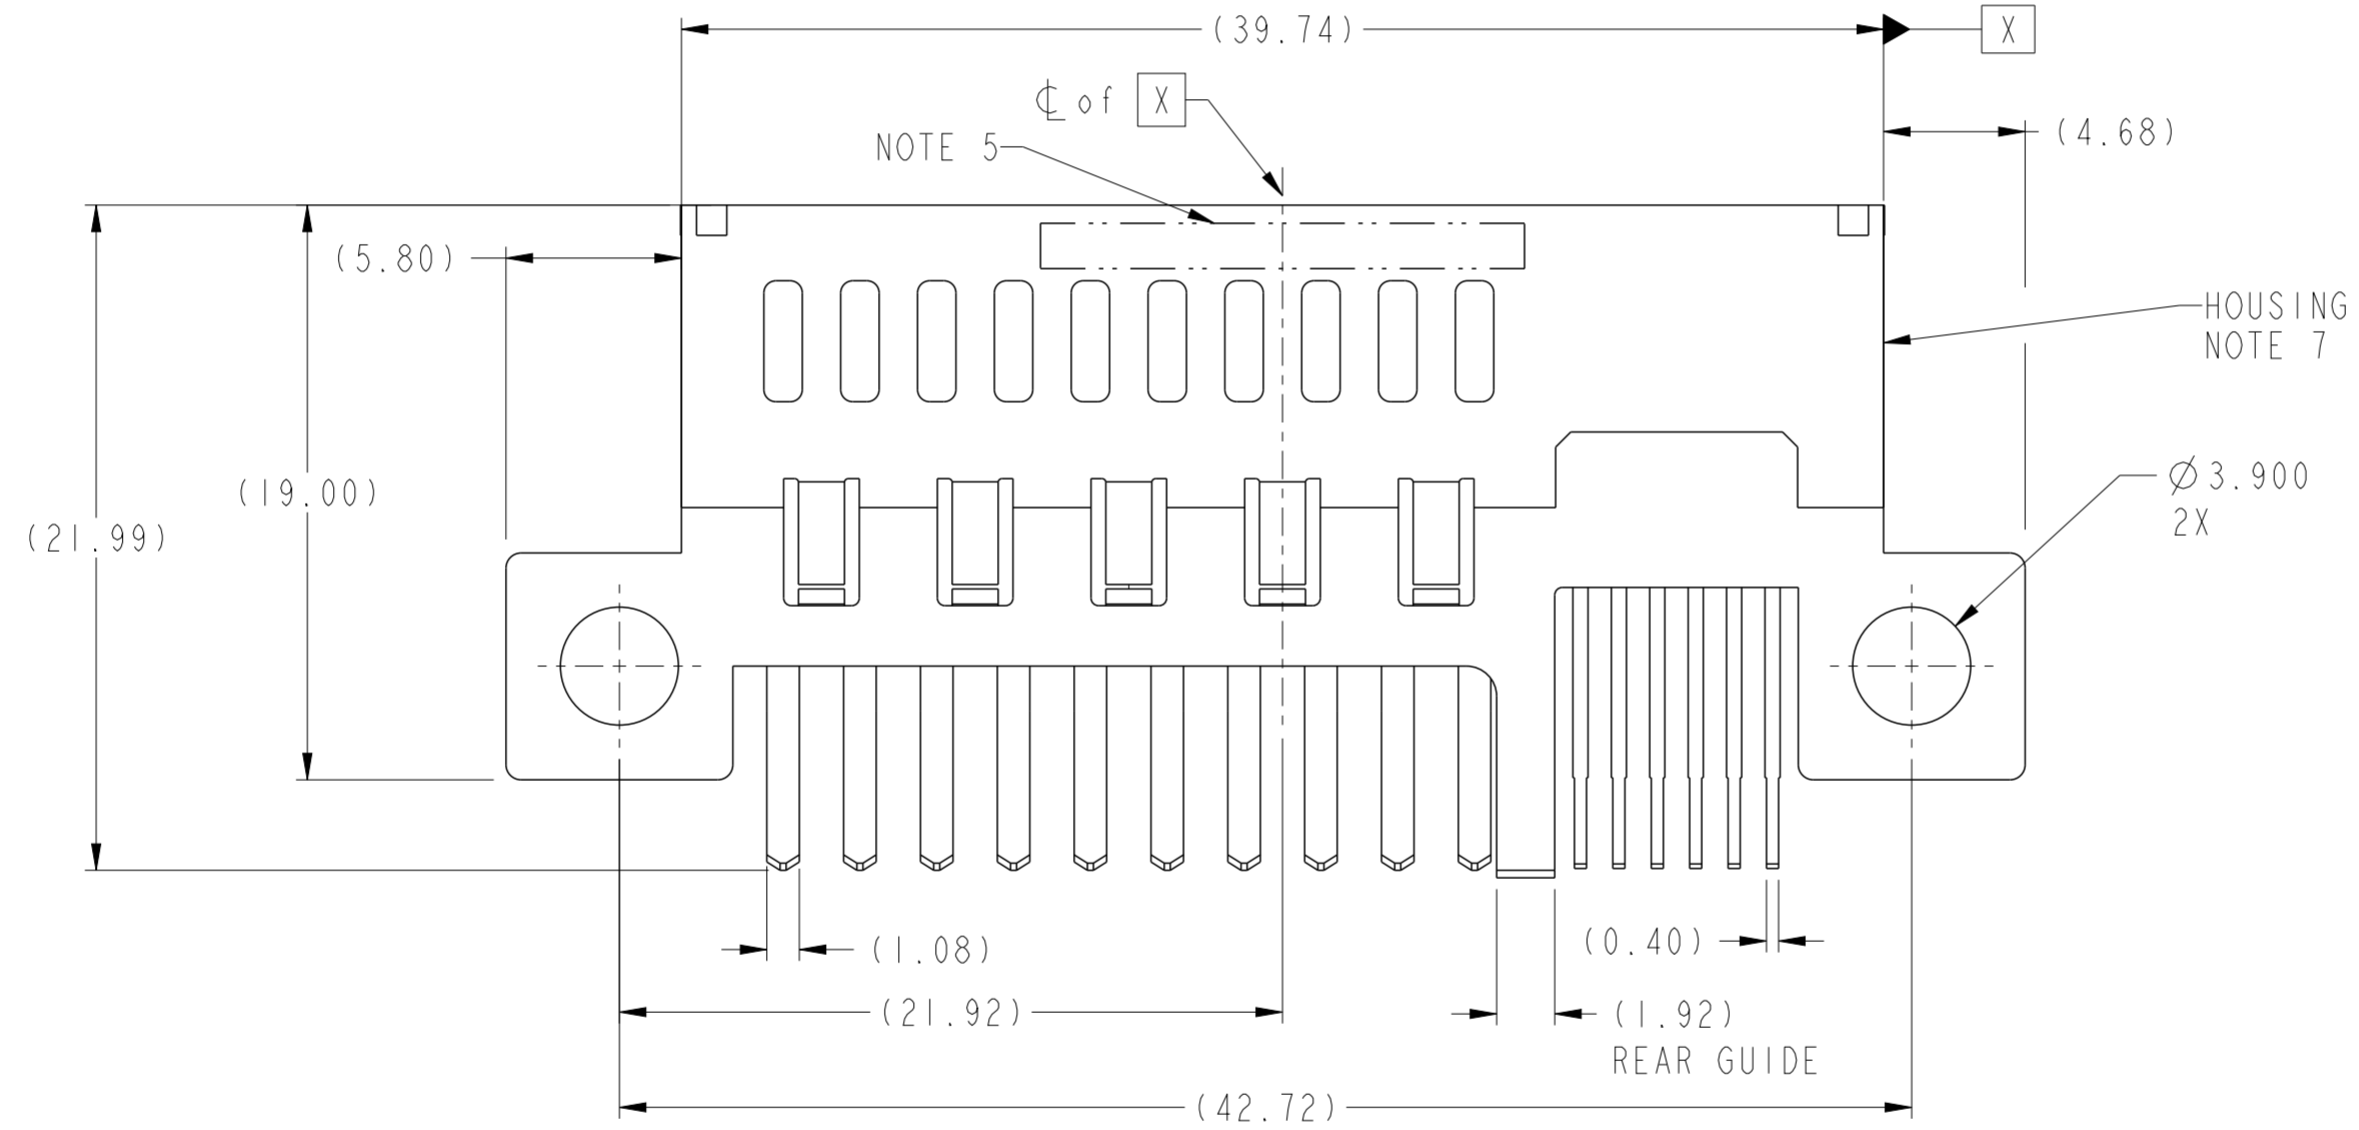 (39.74)
X
℄ of X
NOTE 5
(4.68)
(5.80)
HOUSING
NOTE 7
(19.00)
(21.99)
Ø3.900
2X
(1.08)
(0.40)
(21.92)
(1.92)
REAR GUIDE
(42.72)